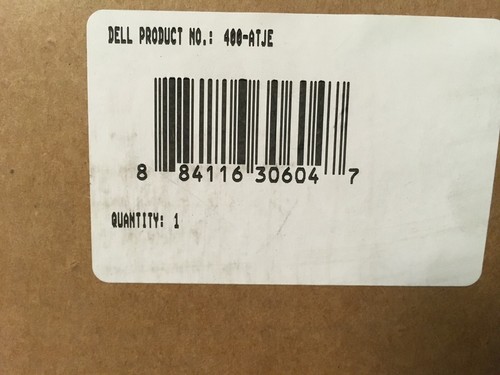 DELL PRODUCT NO.: 400-ATJE
8 84116 30604 7
QUANTITY: 1